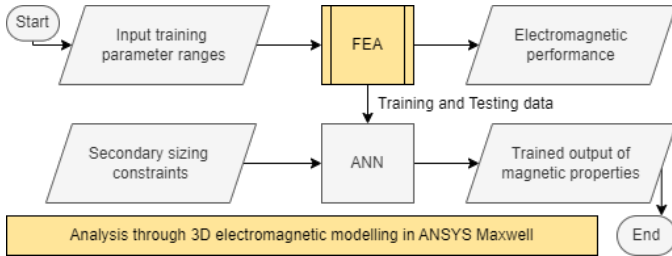 Start
Input training
parameter ranges
FEA
Electromagnetic
performance
Training and Testing data
Secondary sizing
constraints
ANN
Trained output of
magnetic properties
Analysis through 3D electromagnetic modelling in ANSYS Maxwell
End